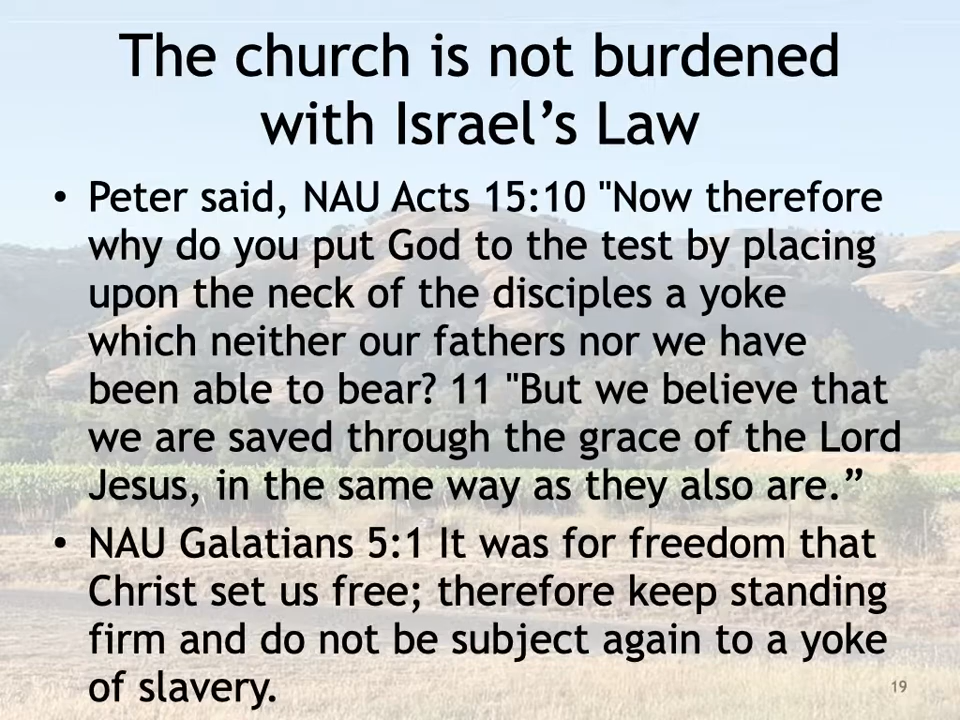 The church is not burdened
with Israel’s Law
• Peter said, NAU Acts 15:10 "Now therefore
why do you put God to the test by placing
upon the neck of the disciples a yoke
which neither our fathers nor we have
been able to bear? 11 "But we believe that
we are saved through the grace of the Lord
Jesus, in the same way as they also are.”
• NAU Galatians 5:1 It was for freedom that
Christ set us free; therefore keep standing
firm and do not be subject again to a yoke
of slavery.
19